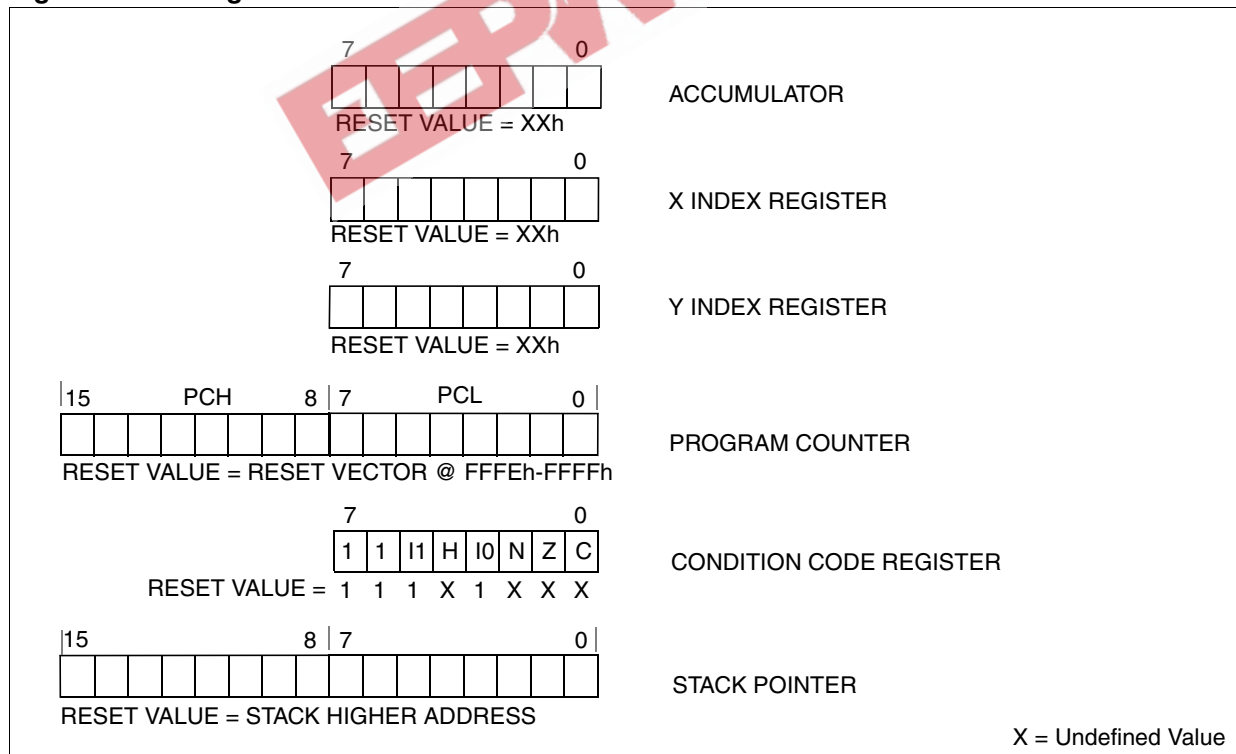 EEPW
7 0
ACCUMULATOR
RESET VALUE = XXh
7 0
X INDEX REGISTER
RESET VALUE = XXh
7 0
Y INDEX REGISTER
RESET VALUE = XXh
15 PCH 8 7 PCL 0
PROGRAM COUNTER
RESET VALUE = RESET VECTOR @ FFFEh-FFFFh
7 0
1 1 I1 H I0 N Z C
CONDITION CODE REGISTER
RESET VALUE = 1 1 1 X 1 X X X
15 8 7 0
STACK POINTER
RESET VALUE = STACK HIGHER ADDRESS
X = Undefined Value